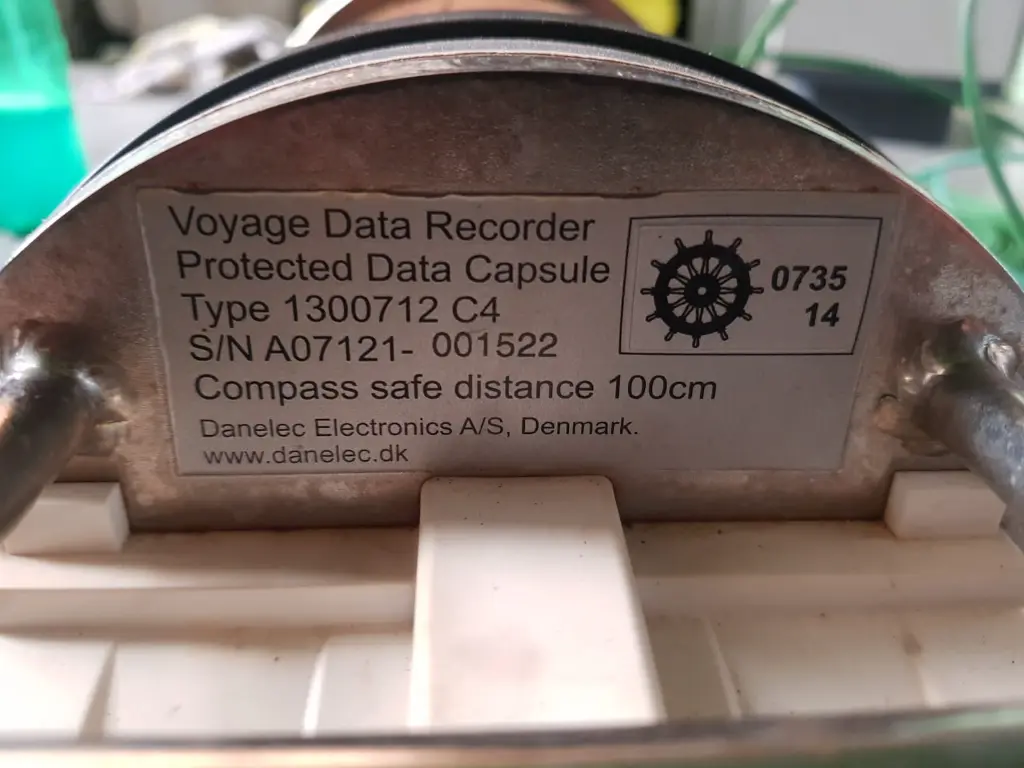 Voyage Data Recorder
Protected Data Capsule
Type 1300712 C4
S/N A07121- 001522
Compass safe distance 100cm
Danelec Electronics A/S, Denmark.
www.danelec.dk
0735
14